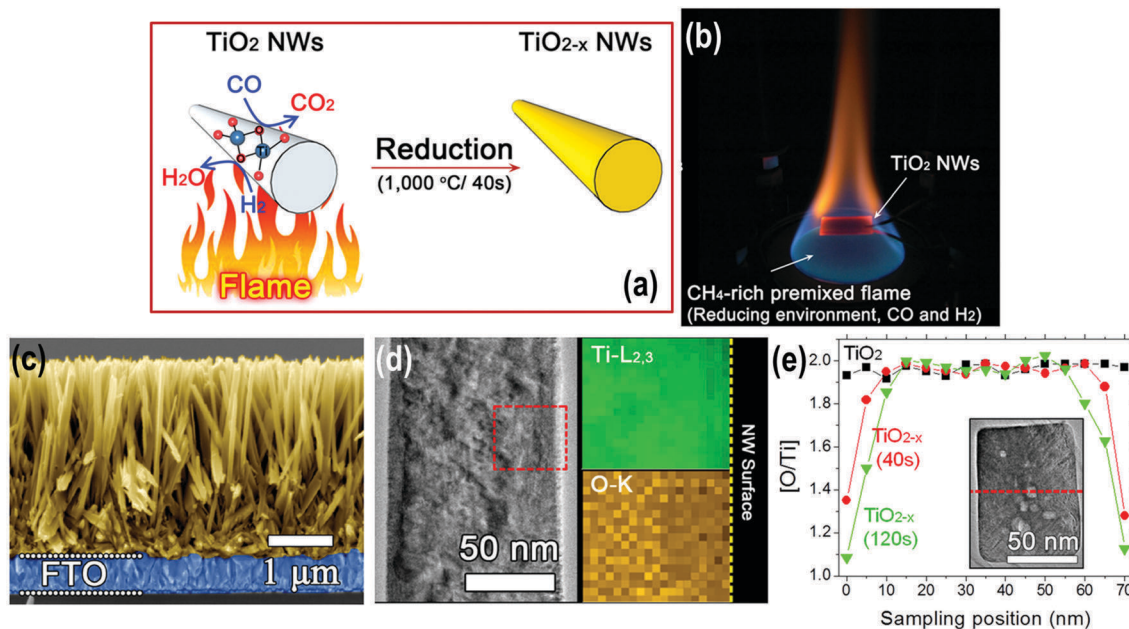 (a)
TiO2 NWs
TiO2-x NWs
CO
CO2
Ti
H2O
H2
Reduction
(1,000 °C/ 40s)
Flame
(b)
TiO2 NWs
CH4-rich premixed flame
(Reducing environment, CO and H2)
(c)
FTO
1 μm
(d)
50 nm
Ti-L2,3
O-K
NW Surface
(e)
2.0
1.8
1.6
1.4
1.2
1.0
[O/Ti]
TiO2
TiO2-x
(40s)
TiO2-x
(120s)
50 nm
0 10 20 30 40 50 60 70
Sampling position (nm)